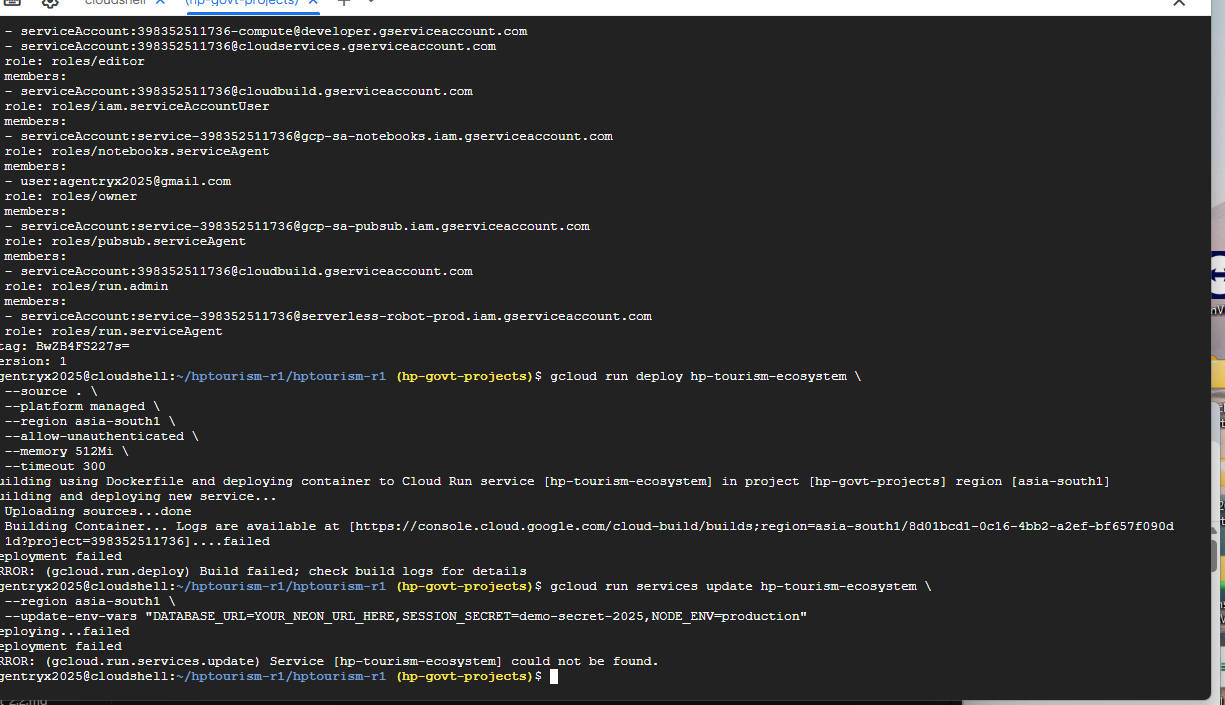 cloudshell × (hp-govt-projects) × +
- serviceAccount:398352511736-compute@developer.gserviceaccount.com
- serviceAccount:398352511736@cloudservices.gserviceaccount.com
role: roles/editor
members:
- serviceAccount:398352511736@cloudbuild.gserviceaccount.com
role: roles/iam.serviceAccountUser
members:
- serviceAccount:service-398352511736@gcp-sa-notebooks.iam.gserviceaccount.com
role: roles/notebooks.serviceAgent
members:
- user:agentryx2025@gmail.com
role: roles/owner
members:
- serviceAccount:service-398352511736@gcp-sa-pubsub.iam.gserviceaccount.com
role: roles/pubsub.serviceAgent
members:
- serviceAccount:398352511736@cloudbuild.gserviceaccount.com
role: roles/run.admin
members:
- serviceAccount:service-398352511736@serverless-robot-prod.iam.gserviceaccount.com
role: roles/run.serviceAgent
tag: BwZB4FS227s=
ersion: 1
gentryx2025@cloudshell:~/hptourism-r1/hptourism-r1 (hp-govt-projects)$ gcloud run deploy hp-tourism-ecosystem \
--source . \
--platform managed \
--region asia-south1 \
--allow-unauthenticated \
--memory 512Mi \
--timeout 300
uilding using Dockerfile and deploying container to Cloud Run service [hp-tourism-ecosystem] in project [hp-govt-projects] region [asia-south1]
uilding and deploying new service...
Uploading sources...done
Building Container... Logs are available at [https://console.cloud.google.com/cloud-build/builds;region=asia-south1/8d01bcd1-0c16-4bb2-a2ef-bf657f090d
1d?project=398352511736]....failed
eployment failed
RROR: (gcloud.run.deploy) Build failed; check build logs for details
gentryx2025@cloudshell:~/hptourism-r1/hptourism-r1 (hp-govt-projects)$ gcloud run services update hp-tourism-ecosystem \
--region asia-south1 \
--update-env-vars "DATABASE_URL=YOUR_NEON_URL_HERE,SESSION_SECRET=demo-secret-2025,NODE_ENV=production"
eploying...failed
eployment failed
RROR: (gcloud.run.services.update) Service [hp-tourism-ecosystem] could not be found.
gentryx2025@cloudshell:~/hptourism-r1/hptourism-r1 (hp-govt-projects)$